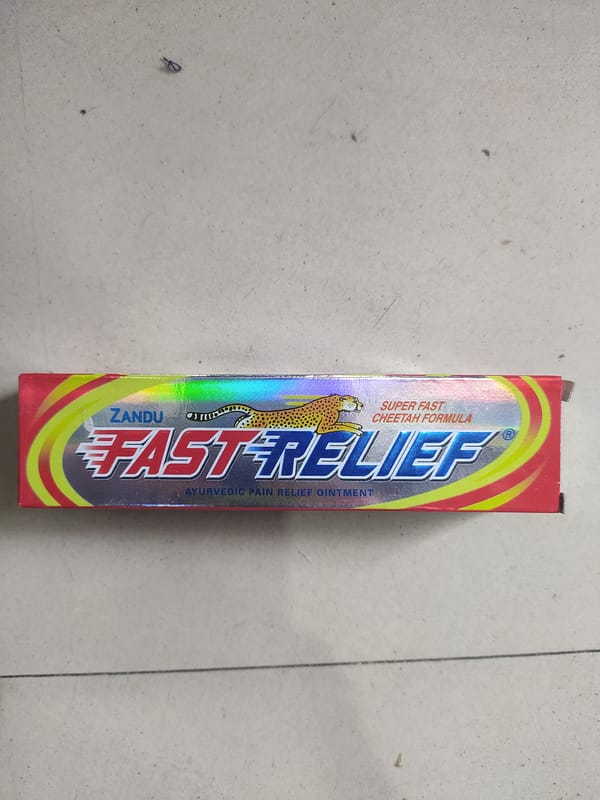 ZANDU
SUPER FAST
CHEETAH FORMULA
FAST RELIEF®
AYURVEDIC PAIN RELIEF OINTMENT